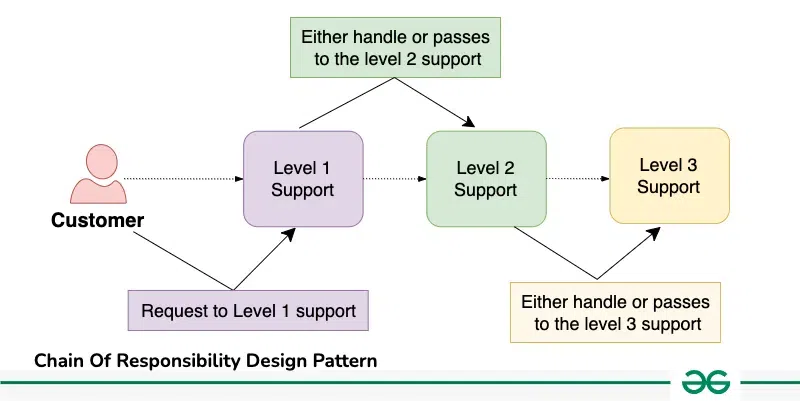 Either handle or passes
to the level 2 support
Level 1
Support
Level 2
Support
Level 3
Support
Customer
Request to Level 1 support
Either handle or passes
to the level 3 support
Chain Of Responsibility Design Pattern